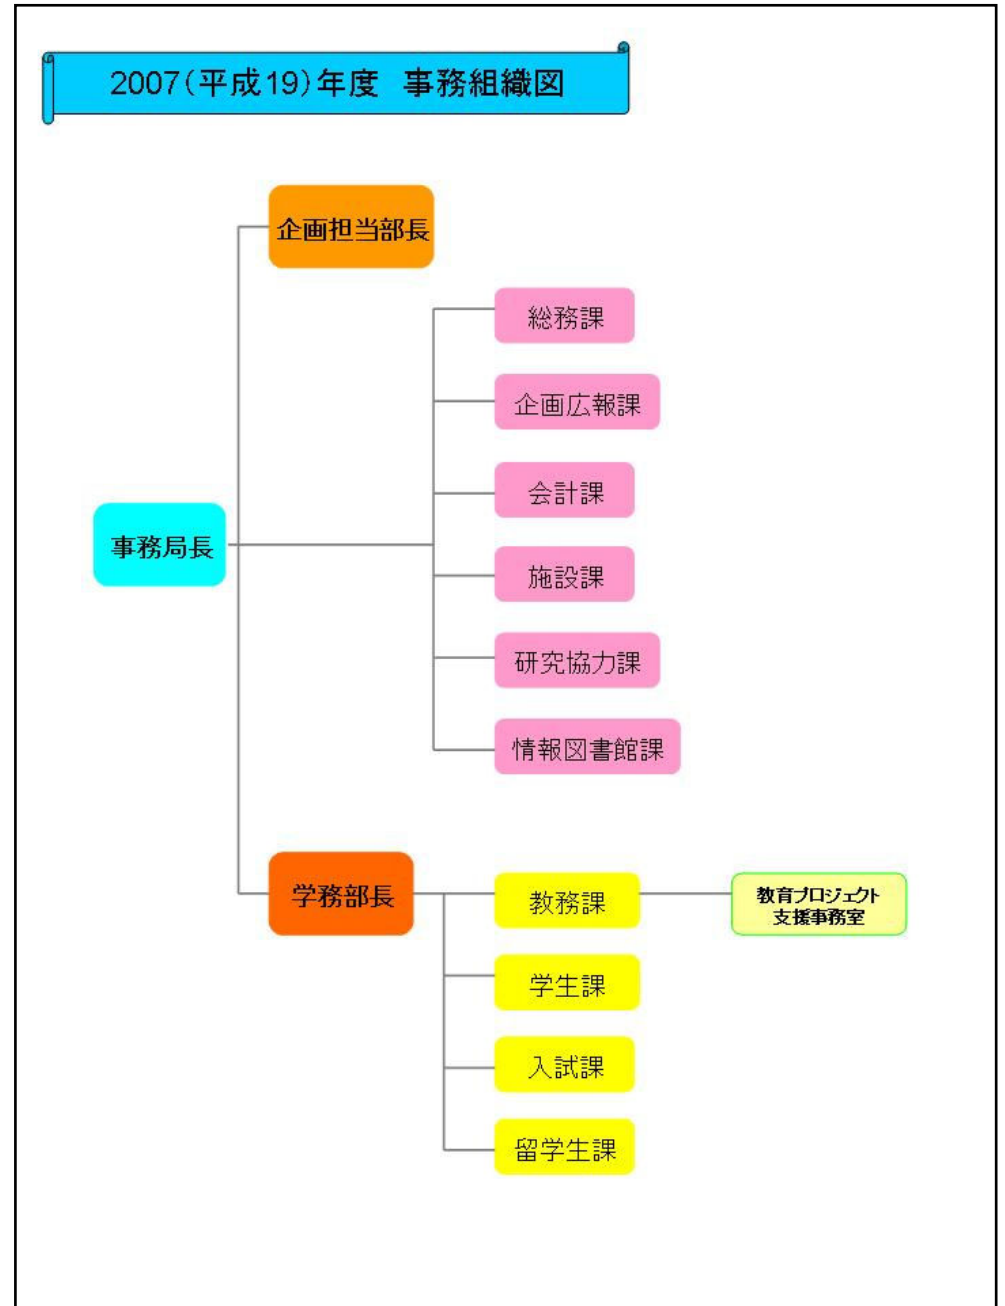 2007(平成19)年度　事務組織図
企画担当部長
総務課
企画広報課
会計課
事務局長
施設課
研究協力課
情報図書館課
学務部長
教務課
教育プロジェクト
支援事務室
学生課
入試課
留学生課